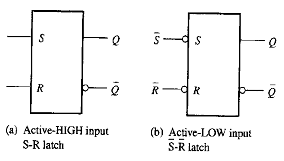 S Q
R Q̄
S̄ S Q
R̄ R Q̄
(a) Active-HIGH input
S-R latch
(b) Active-LOW input
S̄-R̄ latch